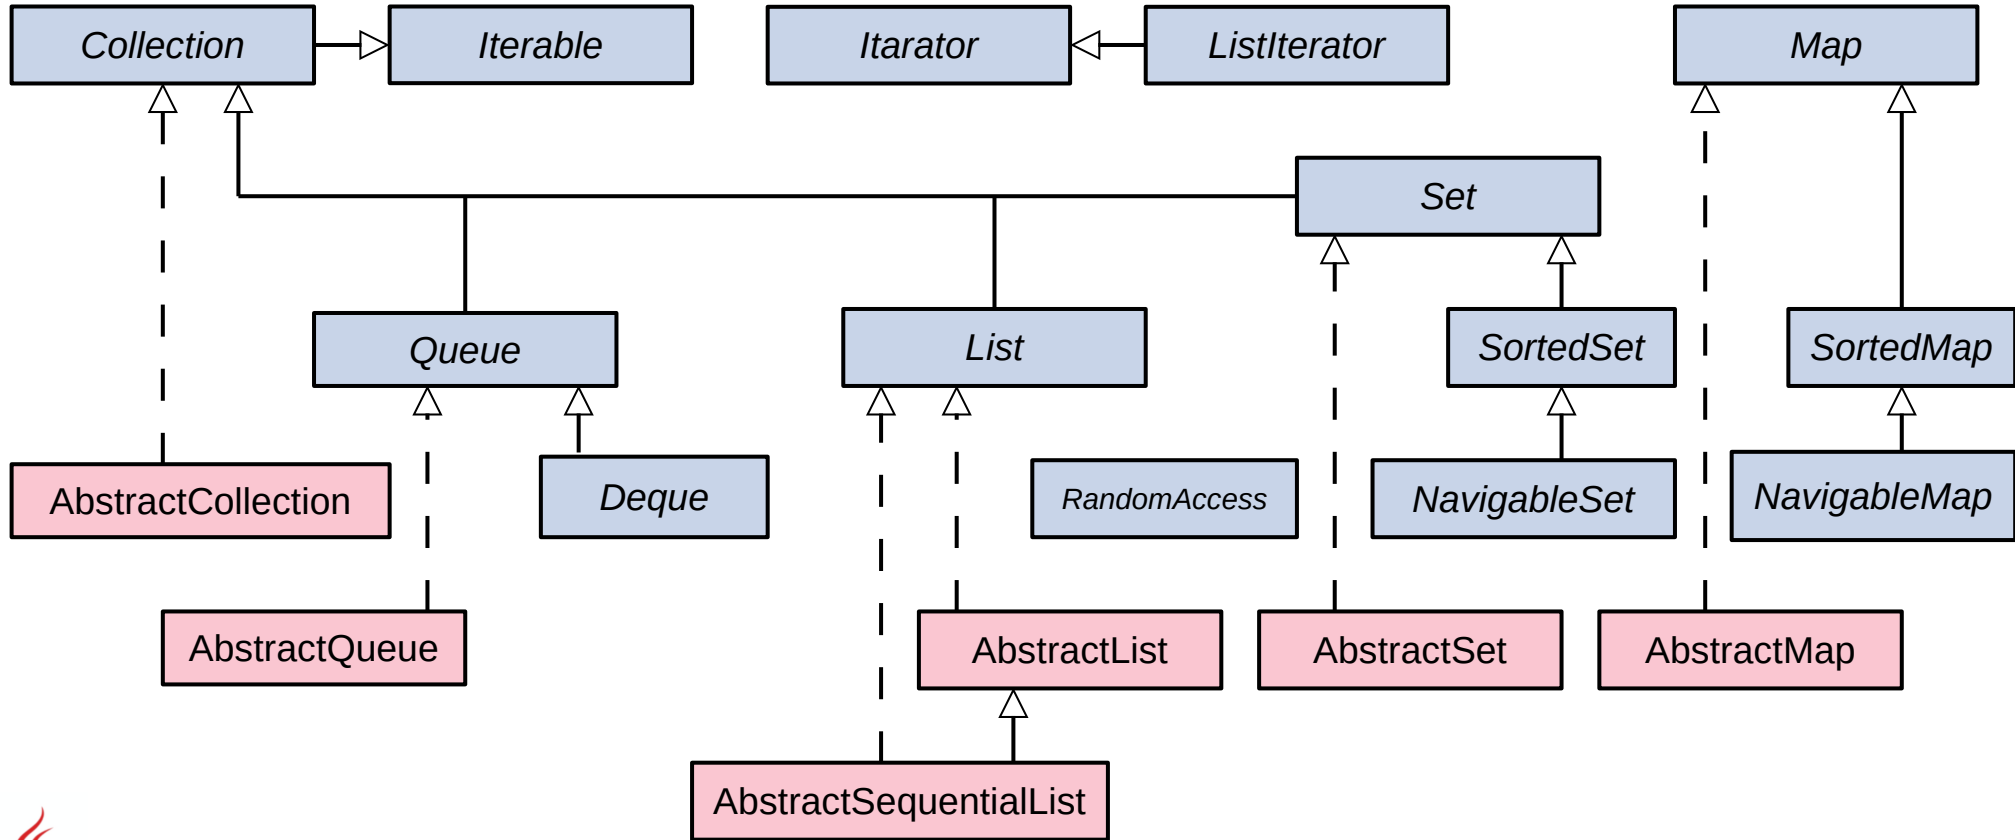 Collection
Iterable
Itarator
ListIterator
Map
Set
Queue
List
SortedSet
SortedMap
AbstractCollection
Deque
RandomAccess
NavigableSet
NavigableMap
AbstractQueue
AbstractList
AbstractSet
AbstractMap
AbstractSequentialList